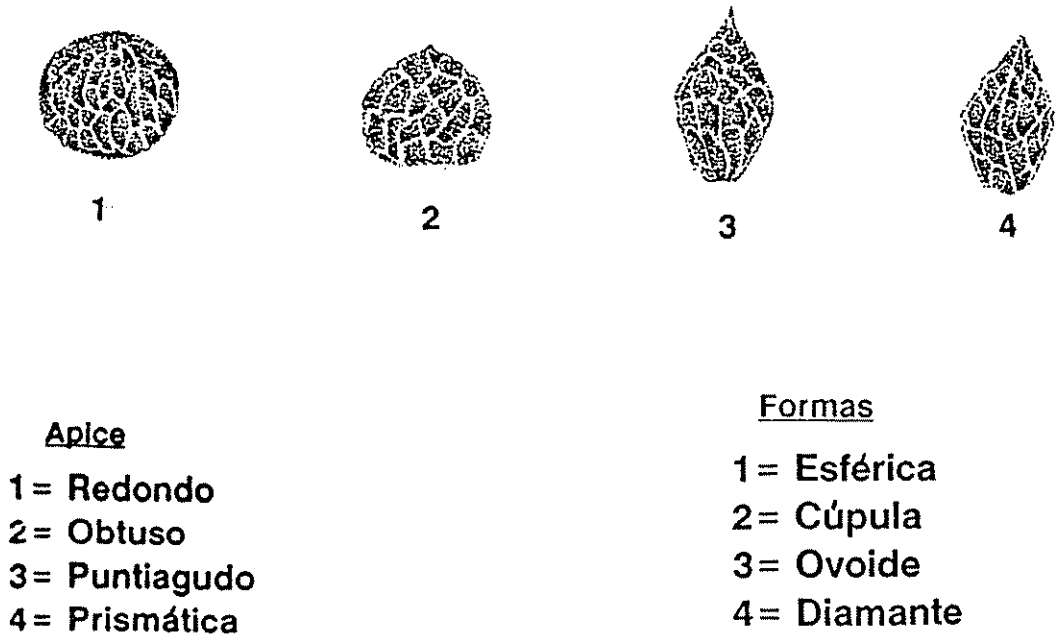 1
2
3
4
Apice
1= Redondo
2= Obtuso
3= Puntiagudo
4= Prismática
Formas
1= Esférica
2= Cúpula
3= Ovoide
4= Diamante